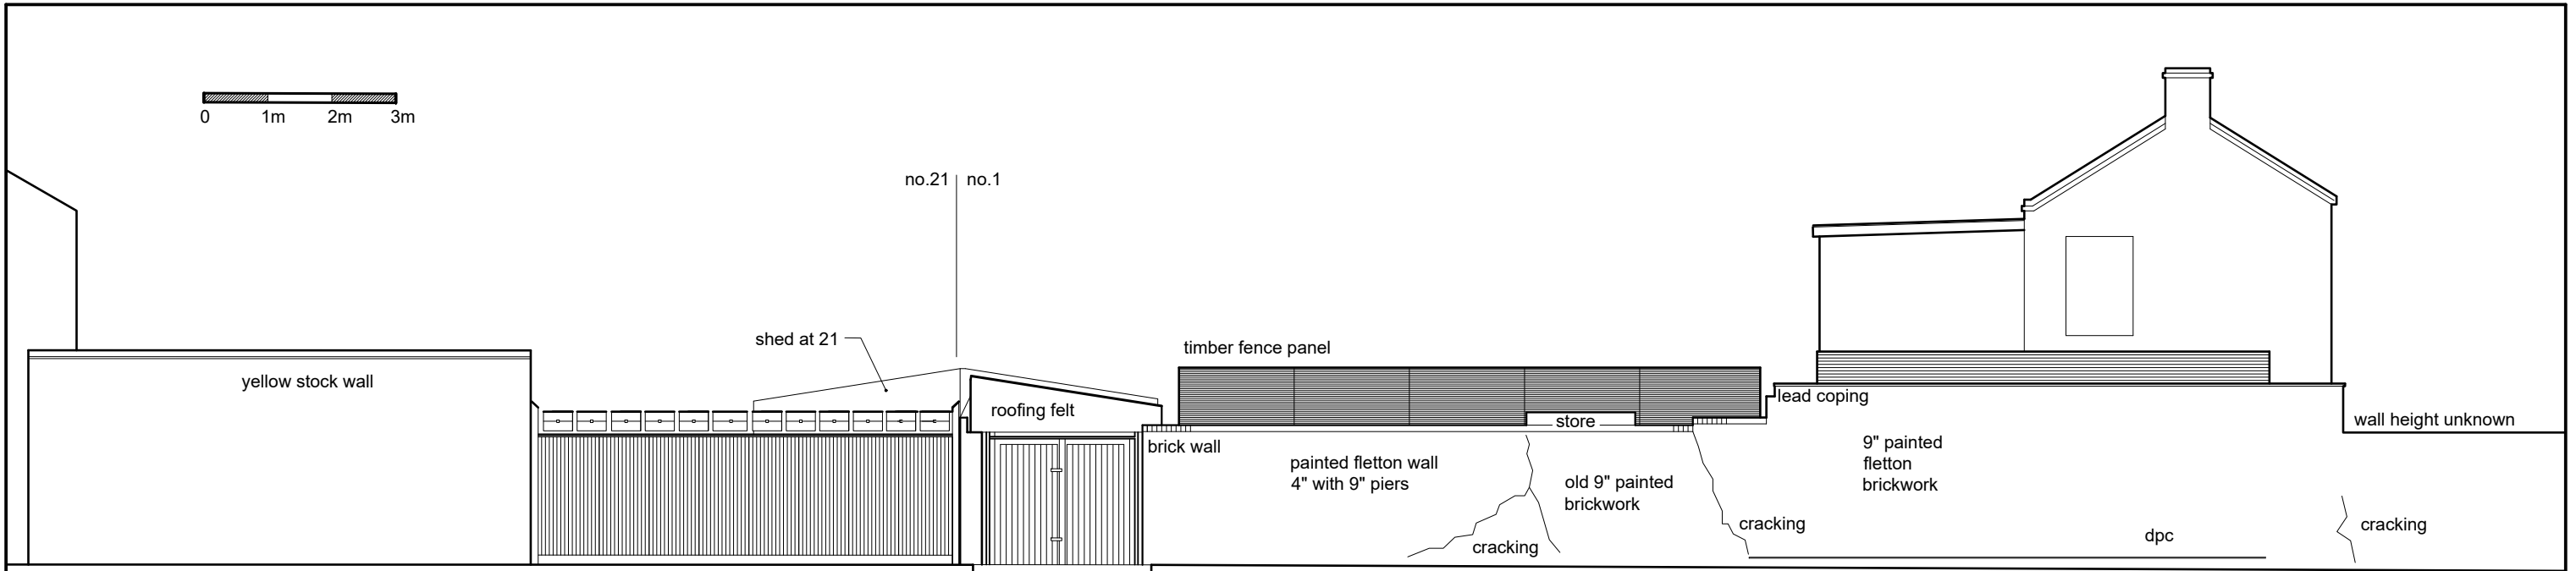 0 1m 2m 3m
no.21 no.1
shed at 21
timber fence panel
yellow stock wall
lead coping
roofing felt
store
wall height unknown
brick wall
9" painted
fletton
brickwork
painted fletton wall
4" with 9" piers
old 9" painted
brickwork
cracking
cracking
cracking
dpc